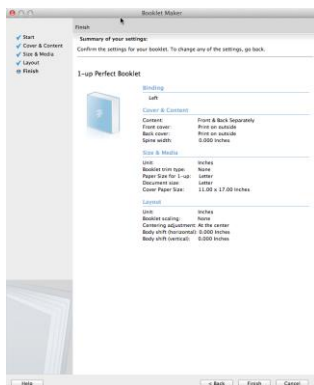 Booklet Maker
Finish
Start
Cover & Content
Size & Media
Layout
Finish
Summary of your settings:
Confirm the settings for your booklet. To change any of the settings, go back.
1-up Perfect Booklet
Binding
Left
Cover & Content
Content: Front & Back Separately
Front cover: Print on outside
Back cover: Print on outside
Spine width: 0.000 Inches
Size & Media
Unit Inches
Booklet trim type: None
Paper Size for 1-up: Letter
Document size Letter
Cover Paper Size: 11.00 x 17.00 Inches
Layout
Unit Inches
Booklet scaling: None
Centering adjustment: At the center
Body shift (horizontal): 0.000 Inches
Body shift (vertical): 0.000 Inches
Help
< Back
Finish
Cancel